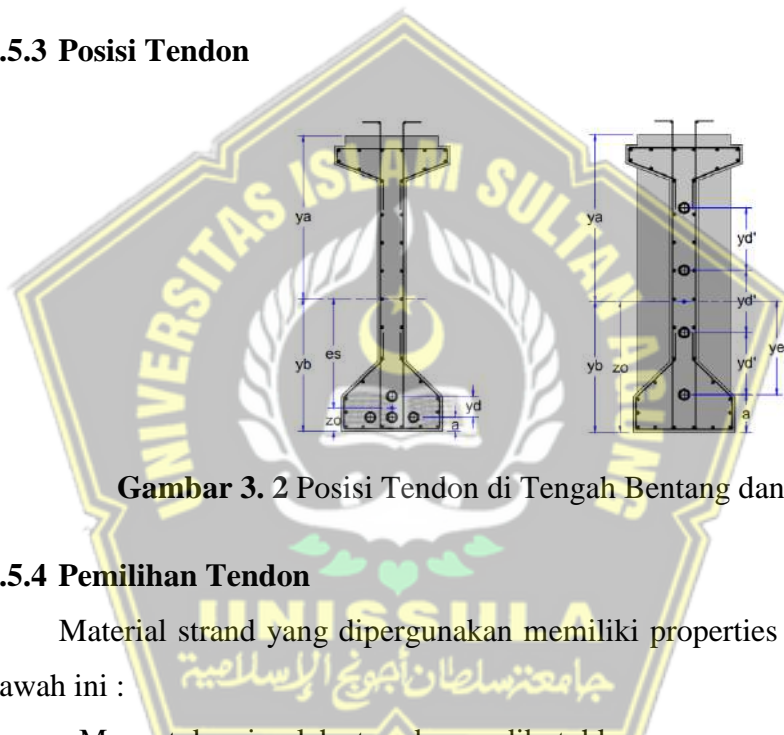 .5.3 Posisi Tendon
ya
yb
es
zo
yd
a
ya
yb
zo
yd'
yd'
yd'
ye
a
UNIVERSITAS ISLAM SULTAN AGUNG
Gambar 3. 2 Posisi Tendon di Tengah Bentang dan
.5.4 Pemilihan Tendon
Material strand yang dipergunakan memiliki properties
UNISSULA
awah ini :
جامعتنسلطان أجونج الإسلامية